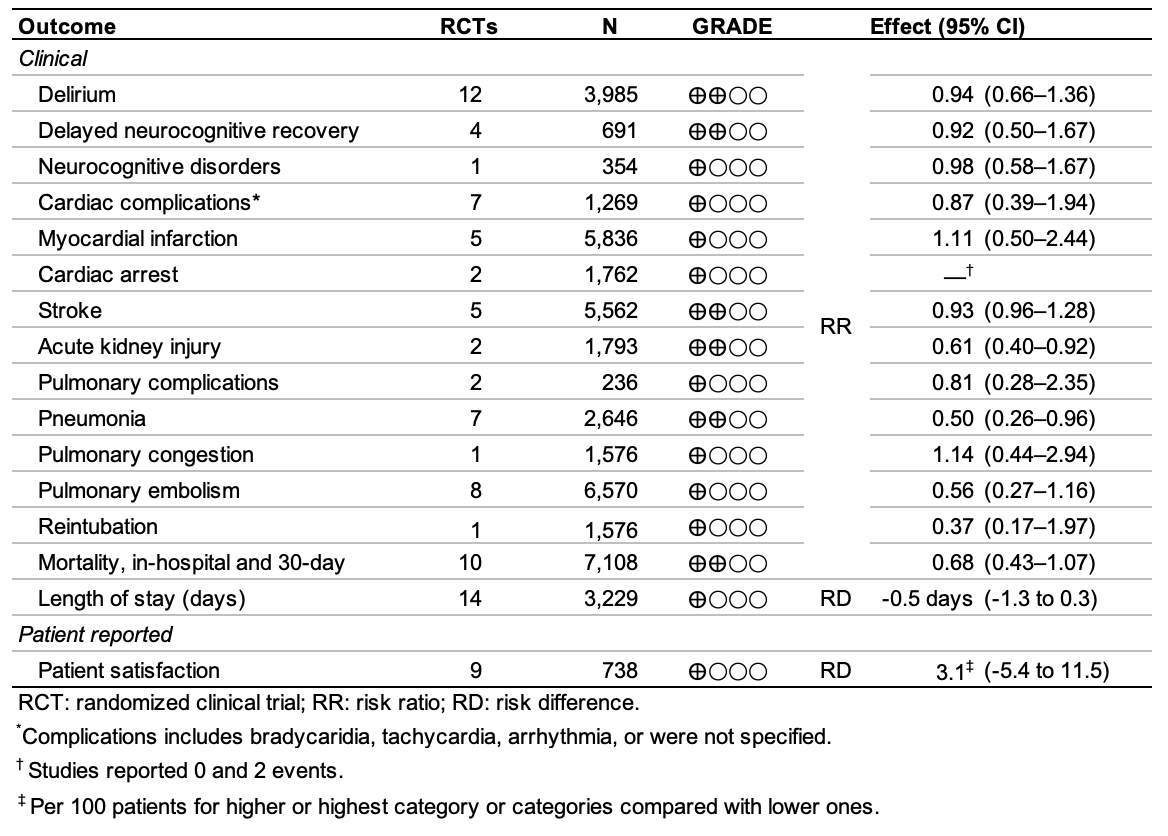 Outcome RCTs N GRADE Effect (95% CI)
Clinical
Delirium 12 3,985 ⊕⊕○○ 0.94 (0.66–1.36)
Delayed neurocognitive recovery 4 691 ⊕⊕○○ 0.92 (0.50–1.67)
Neurocognitive disorders 1 354 ⊕○○○ 0.98 (0.58–1.67)
Cardiac complications* 7 1,269 ⊕○○○ 0.87 (0.39–1.94)
Myocardial infarction 5 5,836 ⊕○○○ 1.11 (0.50–2.44)
Cardiac arrest 2 1,762 ⊕○○○ —†
Stroke 5 5,562 ⊕⊕○○ 0.93 (0.96–1.28)
RR
Acute kidney injury 2 1,793 ⊕⊕○○ 0.61 (0.40–0.92)
Pulmonary complications 2 236 ⊕○○○ 0.81 (0.28–2.35)
Pneumonia 7 2,646 ⊕⊕○○ 0.50 (0.26–0.96)
Pulmonary congestion 1 1,576 ⊕○○○ 1.14 (0.44–2.94)
Pulmonary embolism 8 6,570 ⊕○○○ 0.56 (0.27–1.16)
Reintubation 1 1,576 ⊕○○○ 0.37 (0.17–1.97)
Mortality, in-hospital and 30-day 10 7,108 ⊕⊕○○ 0.68 (0.43–1.07)
Length of stay (days) 14 3,229 ⊕○○○ RD -0.5 days (-1.3 to 0.3)
Patient reported
Patient satisfaction 9 738 ⊕○○○ RD 3.1‡ (-5.4 to 11.5)
RCT: randomized clinical trial; RR: risk ratio; RD: risk difference.
*Complications includes bradycaridia, tachycardia, arrhythmia, or were not specified.
† Studies reported 0 and 2 events.
‡ Per 100 patients for higher or highest category or categories compared with lower ones.